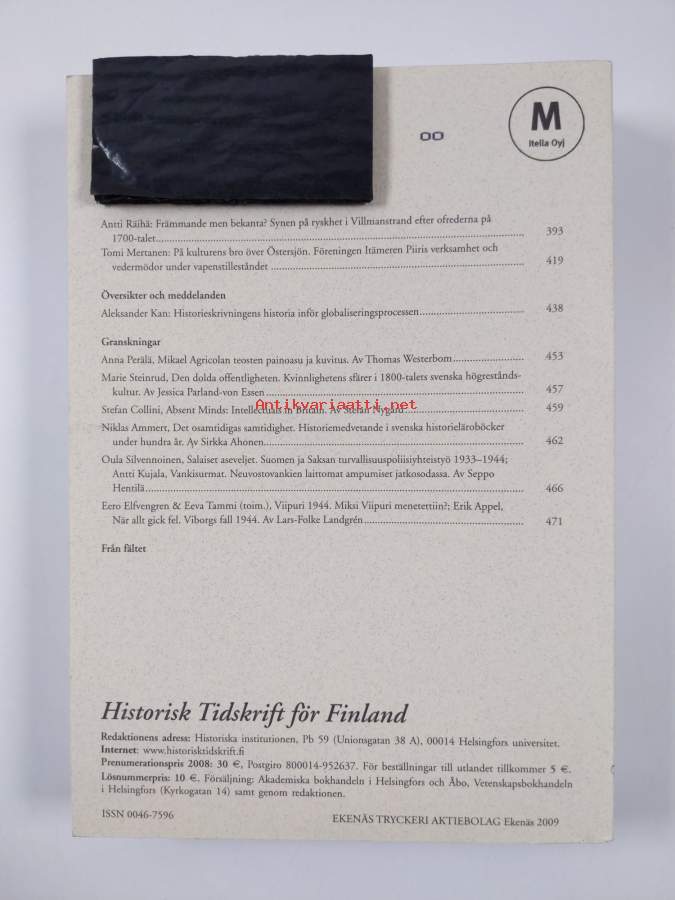 M
Itella Oyj
00
Antti Räihä: Främmande men bekanta? Synen på ryskhet i Villmanstrand efter ofrederna på
1700-talet 393
Tomi Mertanen: På kulturens bro över Östersjön. Föreningen Itämeren Piiris verksamhet och
vedermödor under vapenstilleståndet 419
Översikter och meddelanden
Aleksander Kan: Historieskrivningens historia inför globaliseringsprocessen 438
Granskningar
Anna Perälä, Mikael Agricolan teosten painoasu ja kuvitus. Av Thomas Westerbom 453
Marie Steinrud, Den dolda offentligheten. Kvinnlighetens sfärer i 1800-talets svenska högrestånds-
kultur. Av Jessica Parland-von Essen 457
Antikvariaatti.net
Stefan Collini, Absent Minds: Intellectuals in Britain. Av Stefan Nygård 459
Niklas Ammert, Det osamtidigas samtidighet. Historiemedvetande i svenska historieläroböcker
under hundra år. Av Sirkka Ahonen 462
Oula Silvennoinen, Salaiset aseveljet. Suomen ja Saksan turvallisuuspoliisiyhteistyö 1933–1944;
Antti Kujala, Vankisurmat. Neuvostovankien laittomat ampumiset jatkosodassa. Av Seppo
Hentilä 466
Eero Elfvengren & Eeva Tammi (toim.), Viipuri 1944. Miksi Viipuri menetettiin?; Erik Appel,
När allt gick fel. Viborgs fall 1944. Av Lars-Folke Landgrén 471
Från fältet
Historisk Tidskrift för Finland
Redaktionens adress: Historiska institutionen, Pb 59 (Unionsgatan 38 A), 00014 Helsingfors universitet.
Internet: www.historisktidskrift.fi
Prenumerationspris 2008: 30 €, Postgiro 800014-952637. För beställningar till utlandet tillkommer 5 €.
Lösnummerpris: 10 €. Försäljning: Akademiska bokhandeln i Helsingfors och Åbo, Vetenskapsbokhandeln
i Helsingfors (Kyrkogatan 14) samt genom redaktionen.
ISSN 0046-7596
EKENÄS TRYCKERI AKTIEBOLAG Ekenäs 2009